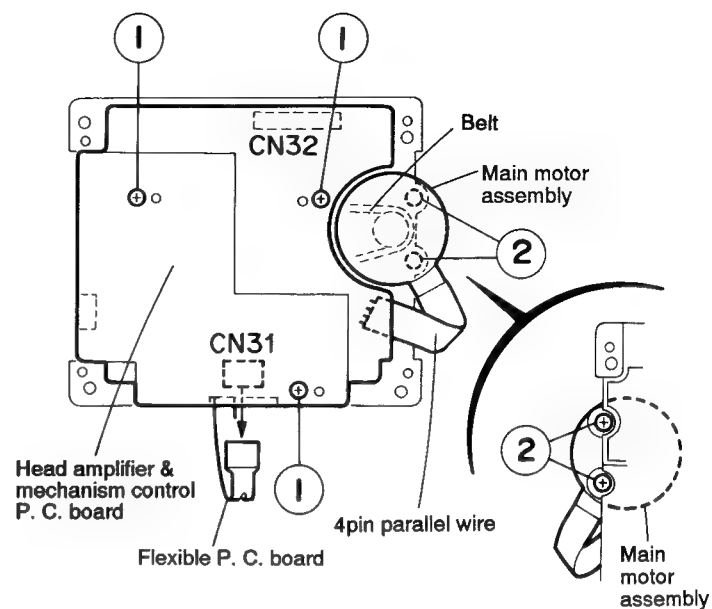 1
1
CN32
Belt
Main motor
assembly
2
CN31
2
1
Head amplifier &
mechanism control
P. C. board
4pin parallel wire
Flexible P. C. board
Main
motor
assembly